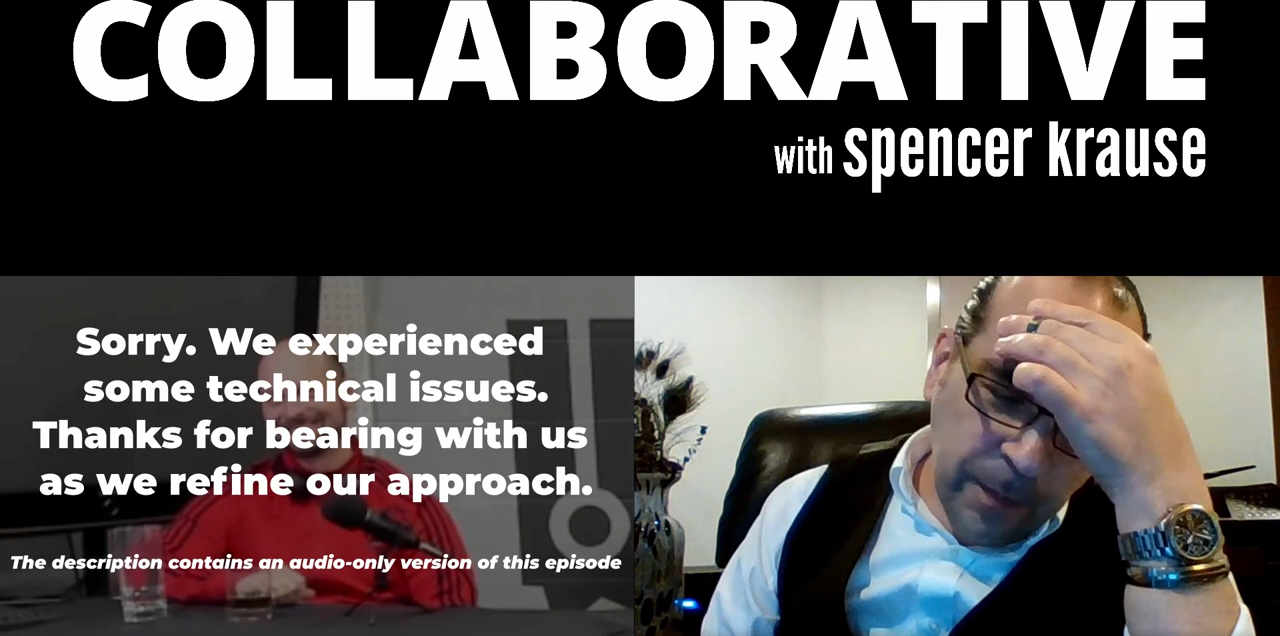 COLLABORATIVE
with spencer krause
Sorry. We experienced
some technical issues.
Thanks for bearing with us
as we refine our approach.
The description contains an audio-only version of this episode